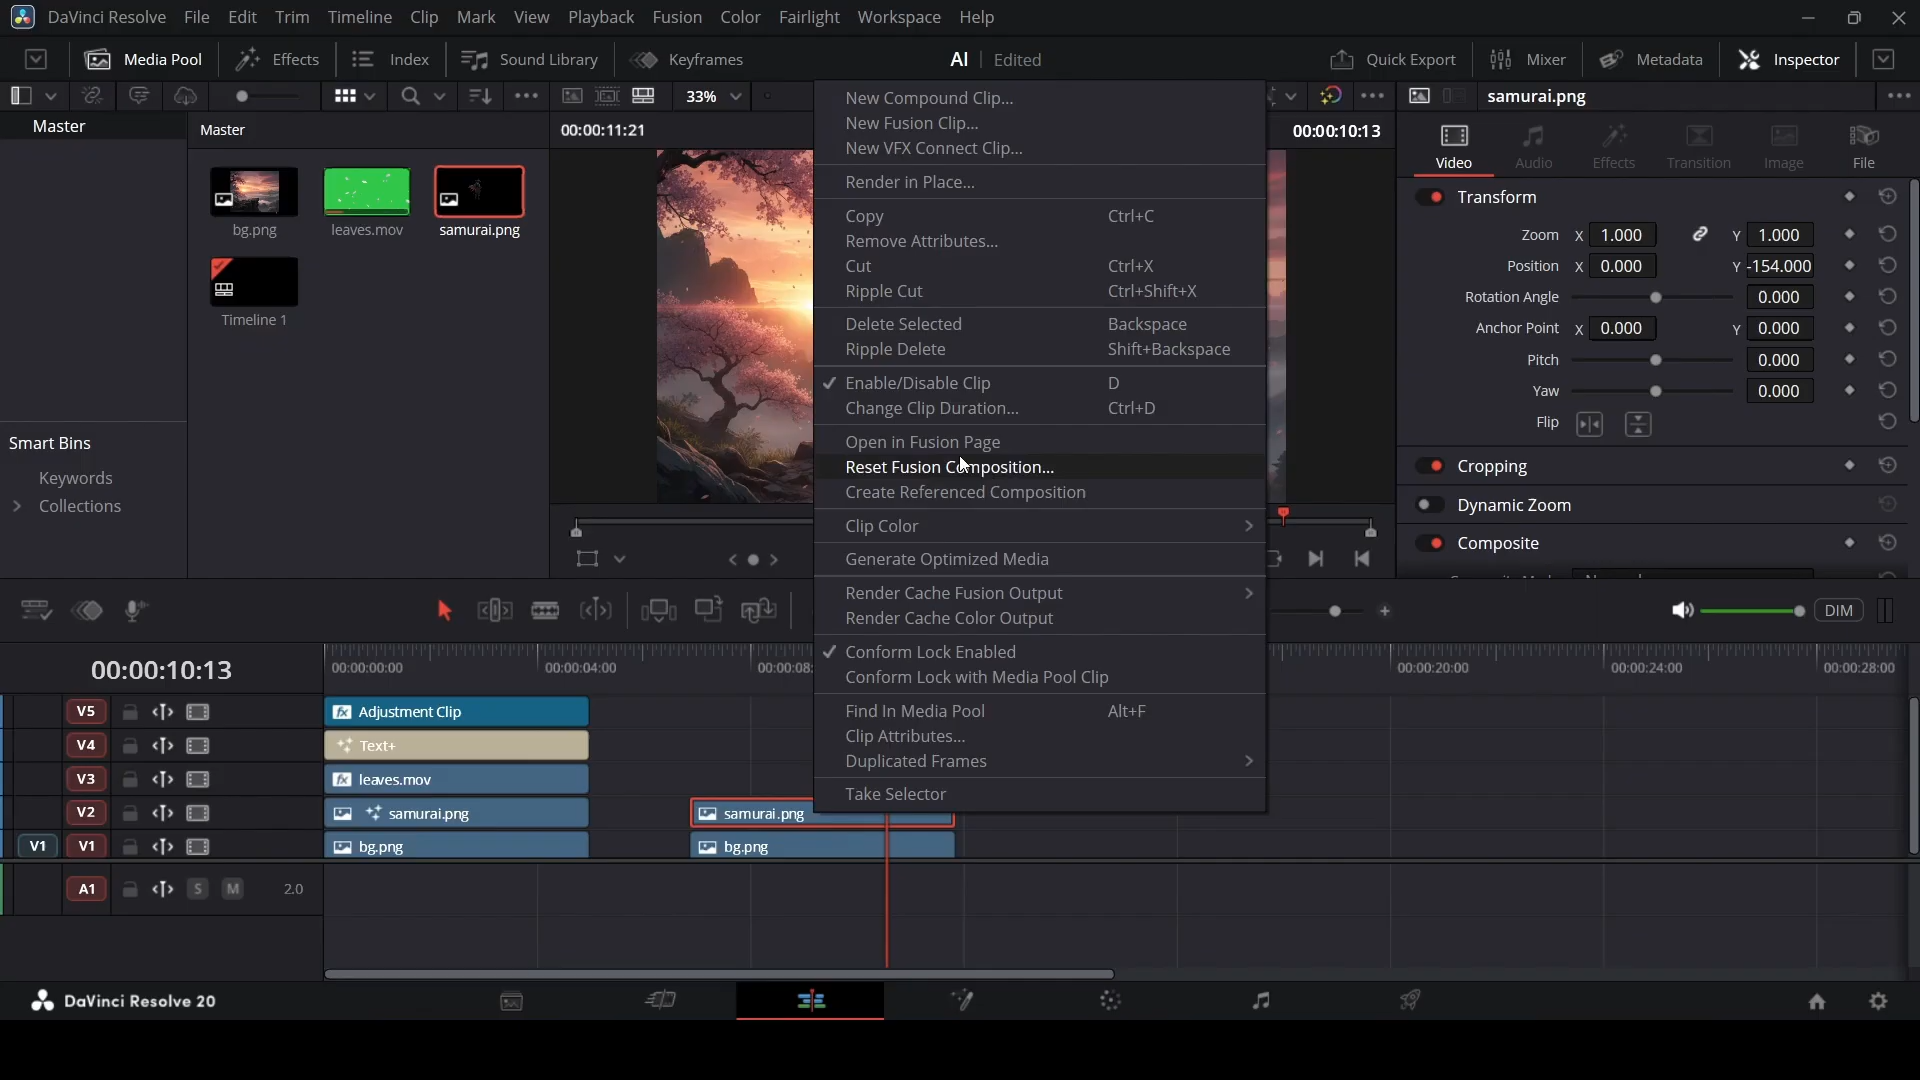 DaVinci Resolve File Edit Trim Timeline Clip Mark View Playback Fusion Color Fairlight Workspace Help
Media Pool Effects Index Sound Library Keyframes AI Edited Quick Export Mixer Metadata Inspector
33% samurai.png
Master Master 00:00:11:21 00:00:10:13
bg.png leaves.mov samurai.png
Timeline 1
Smart Bins
Keywords
Collections
New Compound Clip...
New Fusion Clip...
New VFX Connect Clip...
Render in Place...
Copy Ctrl+C
Remove Attributes...
Cut Ctrl+X
Ripple Cut Ctrl+Shift+X
Delete Selected Backspace
Ripple Delete Shift+Backspace
Enable/Disable Clip D
Change Clip Duration... Ctrl+D
Open in Fusion Page
Reset Fusion Composition...
Create Referenced Composition
Clip Color
Generate Optimized Media
Render Cache Fusion Output
Render Cache Color Output
Conform Lock Enabled
Conform Lock with Media Pool Clip
Find In Media Pool Alt+F
Clip Attributes...
Duplicated Frames
Take Selector
Video Audio Effects Transition Image File
Transform
Zoom X 1.000 Y 1.000
Position X 0.000 Y -154.000
Rotation Angle 0.000
Anchor Point X 0.000 Y 0.000
Pitch 0.000
Yaw 0.000
Flip
Cropping
Dynamic Zoom
Composite
DIM
00:00:10:13 00:00:00:00 00:00:04:00 00:00:08: 00:00:20:00 00:00:24:00 00:00:28:00
V5 Adjustment Clip
V4 Text+
V3 leaves.mov
V2 samurai.png samurai.png
V1 V1 bg.png bg.png
A1 S M 2.0
DaVinci Resolve 20